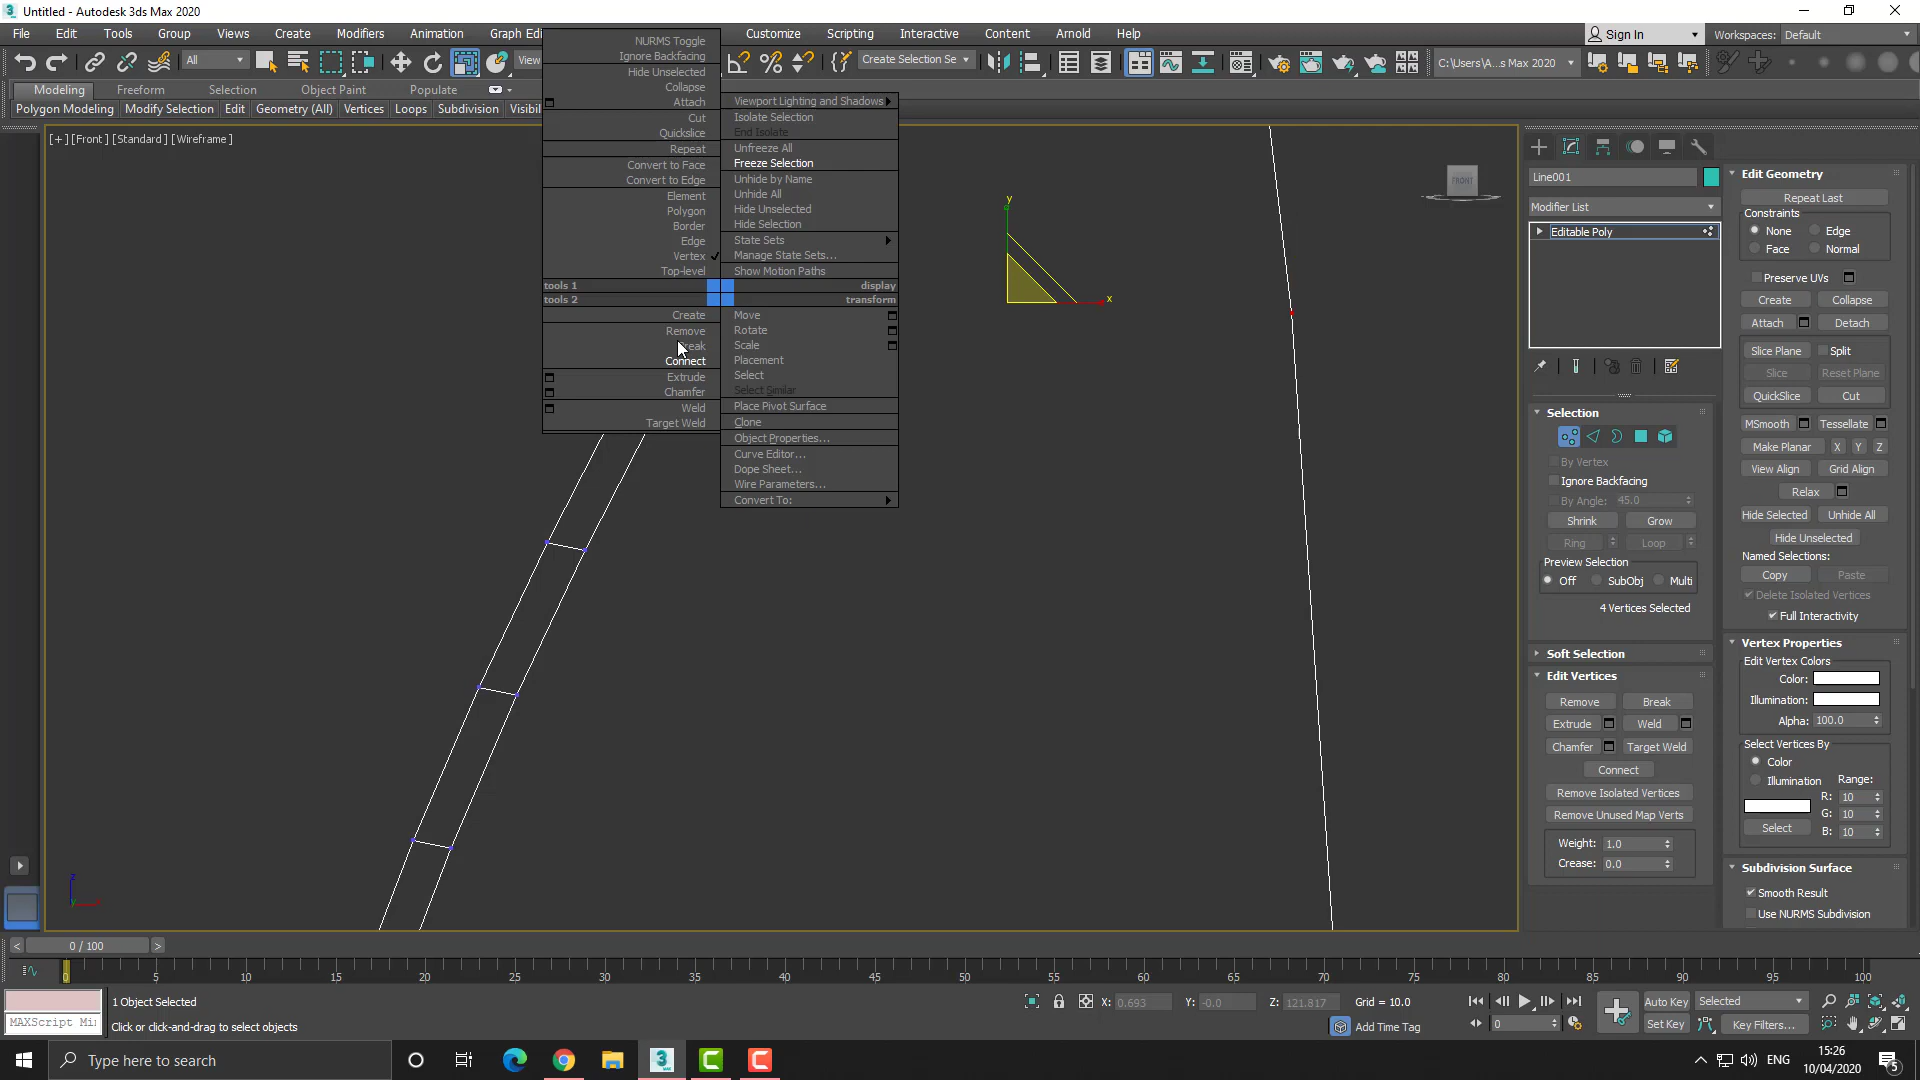 Untitled - Autodesk 3ds Max 2020
File Edit Tools Group Views Create Modifiers Animation Graph Edi Customize Scripting Interactive Content Arnold Help
Sign In Workspaces: Default
All View Create Selection Se C:\Users\A...s Max 2020
Modeling Freeform Selection Object Paint Populate
Polygon Modeling Modify Selection Edit Geometry (All) Vertices Loops Subdivision Visibil
[+] [Front ] [Standard ] [Wireframe ]
NURMS Toggle
Ignore Backfacing
Hide Unselected
Collapse
Attach
Cut
Quickslice
Repeat
Convert to Face
Convert to Edge
Element
Polygon
Border
Edge
Vertex
Top-level
tools 1
tools 2
Create
Remove
Connect
Extrude
Chamfer
Weld
Target Weld
Viewport Lighting and Shadows
Isolate Selection
End Isolate
Unfreeze All
Freeze Selection
Unhide by Name
Unhide All
Hide Unselected
Hide Selection
State Sets
Manage State Sets...
Show Motion Paths
display
transform
Move
Rotate
Scale
Placement
Select
Select Similar
Place Pivot Surface
Clone
Object Properties...
Curve Editor...
Dope Sheet...
Wire Parameters...
Convert To:
y
x
FRONT
z
Line001
Modifier List
Editable Poly
Selection
By Vertex
Ignore Backfacing
By Angle: 45.0
Shrink Grow
Ring Loop
Preview Selection
Off SubObj Multi
4 Vertices Selected
Soft Selection
Edit Vertices
Remove Break
Extrude Weld
Chamfer Target Weld
Connect
Remove Isolated Vertices
Remove Unused Map Verts
Weight: 1.0
Crease: 0.0
Edit Geometry
Repeat Last
Constraints
None Edge
Face Normal
Preserve UVs
Create Collapse
Attach Detach
Slice Plane Split
Slice Reset Plane
QuickSlice Cut
MSmooth Tessellate
Make Planar X Y Z
View Align Grid Align
Relax
Hide Selected Unhide All
Hide Unselected
Named Selections:
Copy Paste
Delete Isolated Vertices
Full Interactivity
Vertex Properties
Edit Vertex Colors
Color:
Illumination:
Alpha: 100.0
Select Vertices By
Color
Illumination Range:
R: 10
G: 10
Select B: 10
Subdivision Surface
Smooth Result
Use NURMS Subdivision
< 0 / 100 >
0 5 10 15 20 25 30 35 40 45 50 55 60 65 70 75 80 85 90 95 100
1 Object Selected X: 0.693 Y: -0.0 Z: 121.817 Grid = 10.0 Auto Key Selected
MAXScript Mi Click or click-and-drag to select objects Add Time Tag 0 Set Key Key Filters...
Type here to search
ENG
15:26
10/04/2020
5